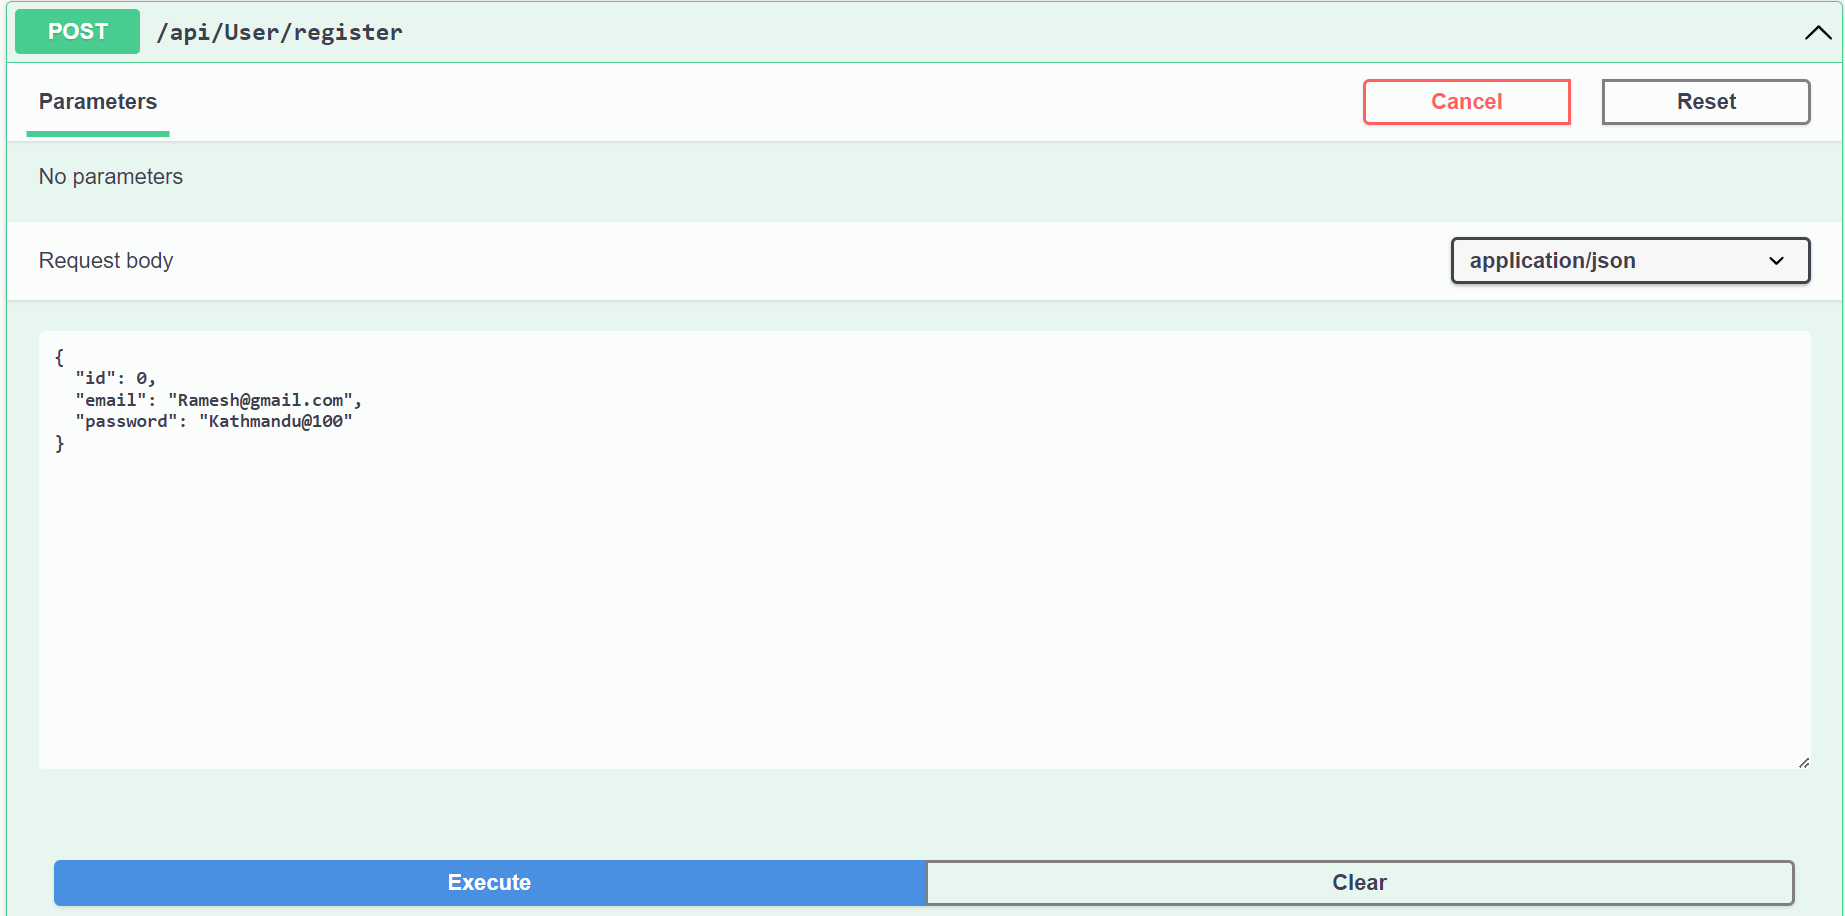 POST /api/User/register
Parameters
Cancel
Reset
No parameters
Request body
application/json
{
"id": 0,
"email": "Ramesh@gmail.com",
"password": "Kathmandu@100"
}
Execute
Clear